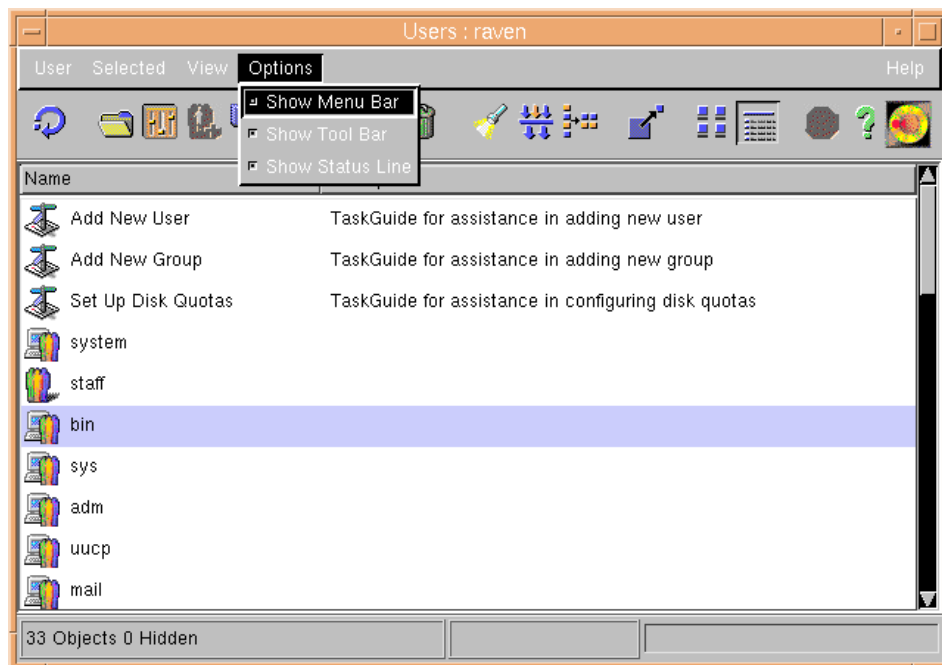 Users : raven
User Selected View Options Help
Show Menu Bar
Show Tool Bar
Show Status Line
Name
Add New User TaskGuide for assistance in adding new user
Add New Group TaskGuide for assistance in adding new group
Set Up Disk Quotas TaskGuide for assistance in configuring disk quotas
system
staff
bin
sys
adm
uucp
mail
33 Objects 0 Hidden